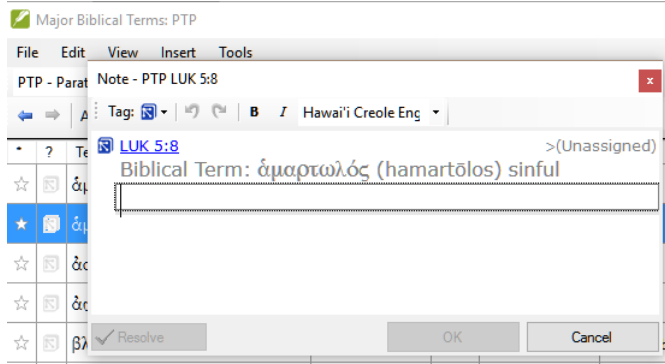 Major Biblical Terms: PTP
File Edit View Insert Tools
PTP - Parat
Note - PTP LUK 5:8
x
Tag:
B I Hawai'i Creole Eng
?
LUK 5:8 >(Unassigned)
Biblical Term: ἁμαρτωλός (hamartōlos) sinful
Resolve OK Cancel